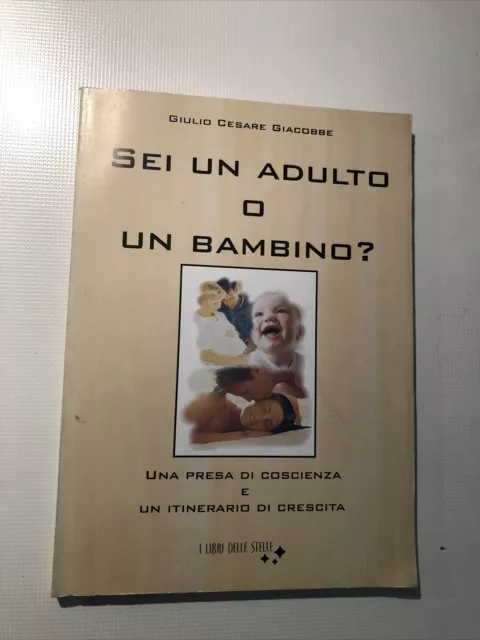 Giulio Cesare Giacobbe
Sei un adulto
o
un bambino?
Una presa di coscienza
e
un itinerario di crescita
I LIBRI DELLE STELLE